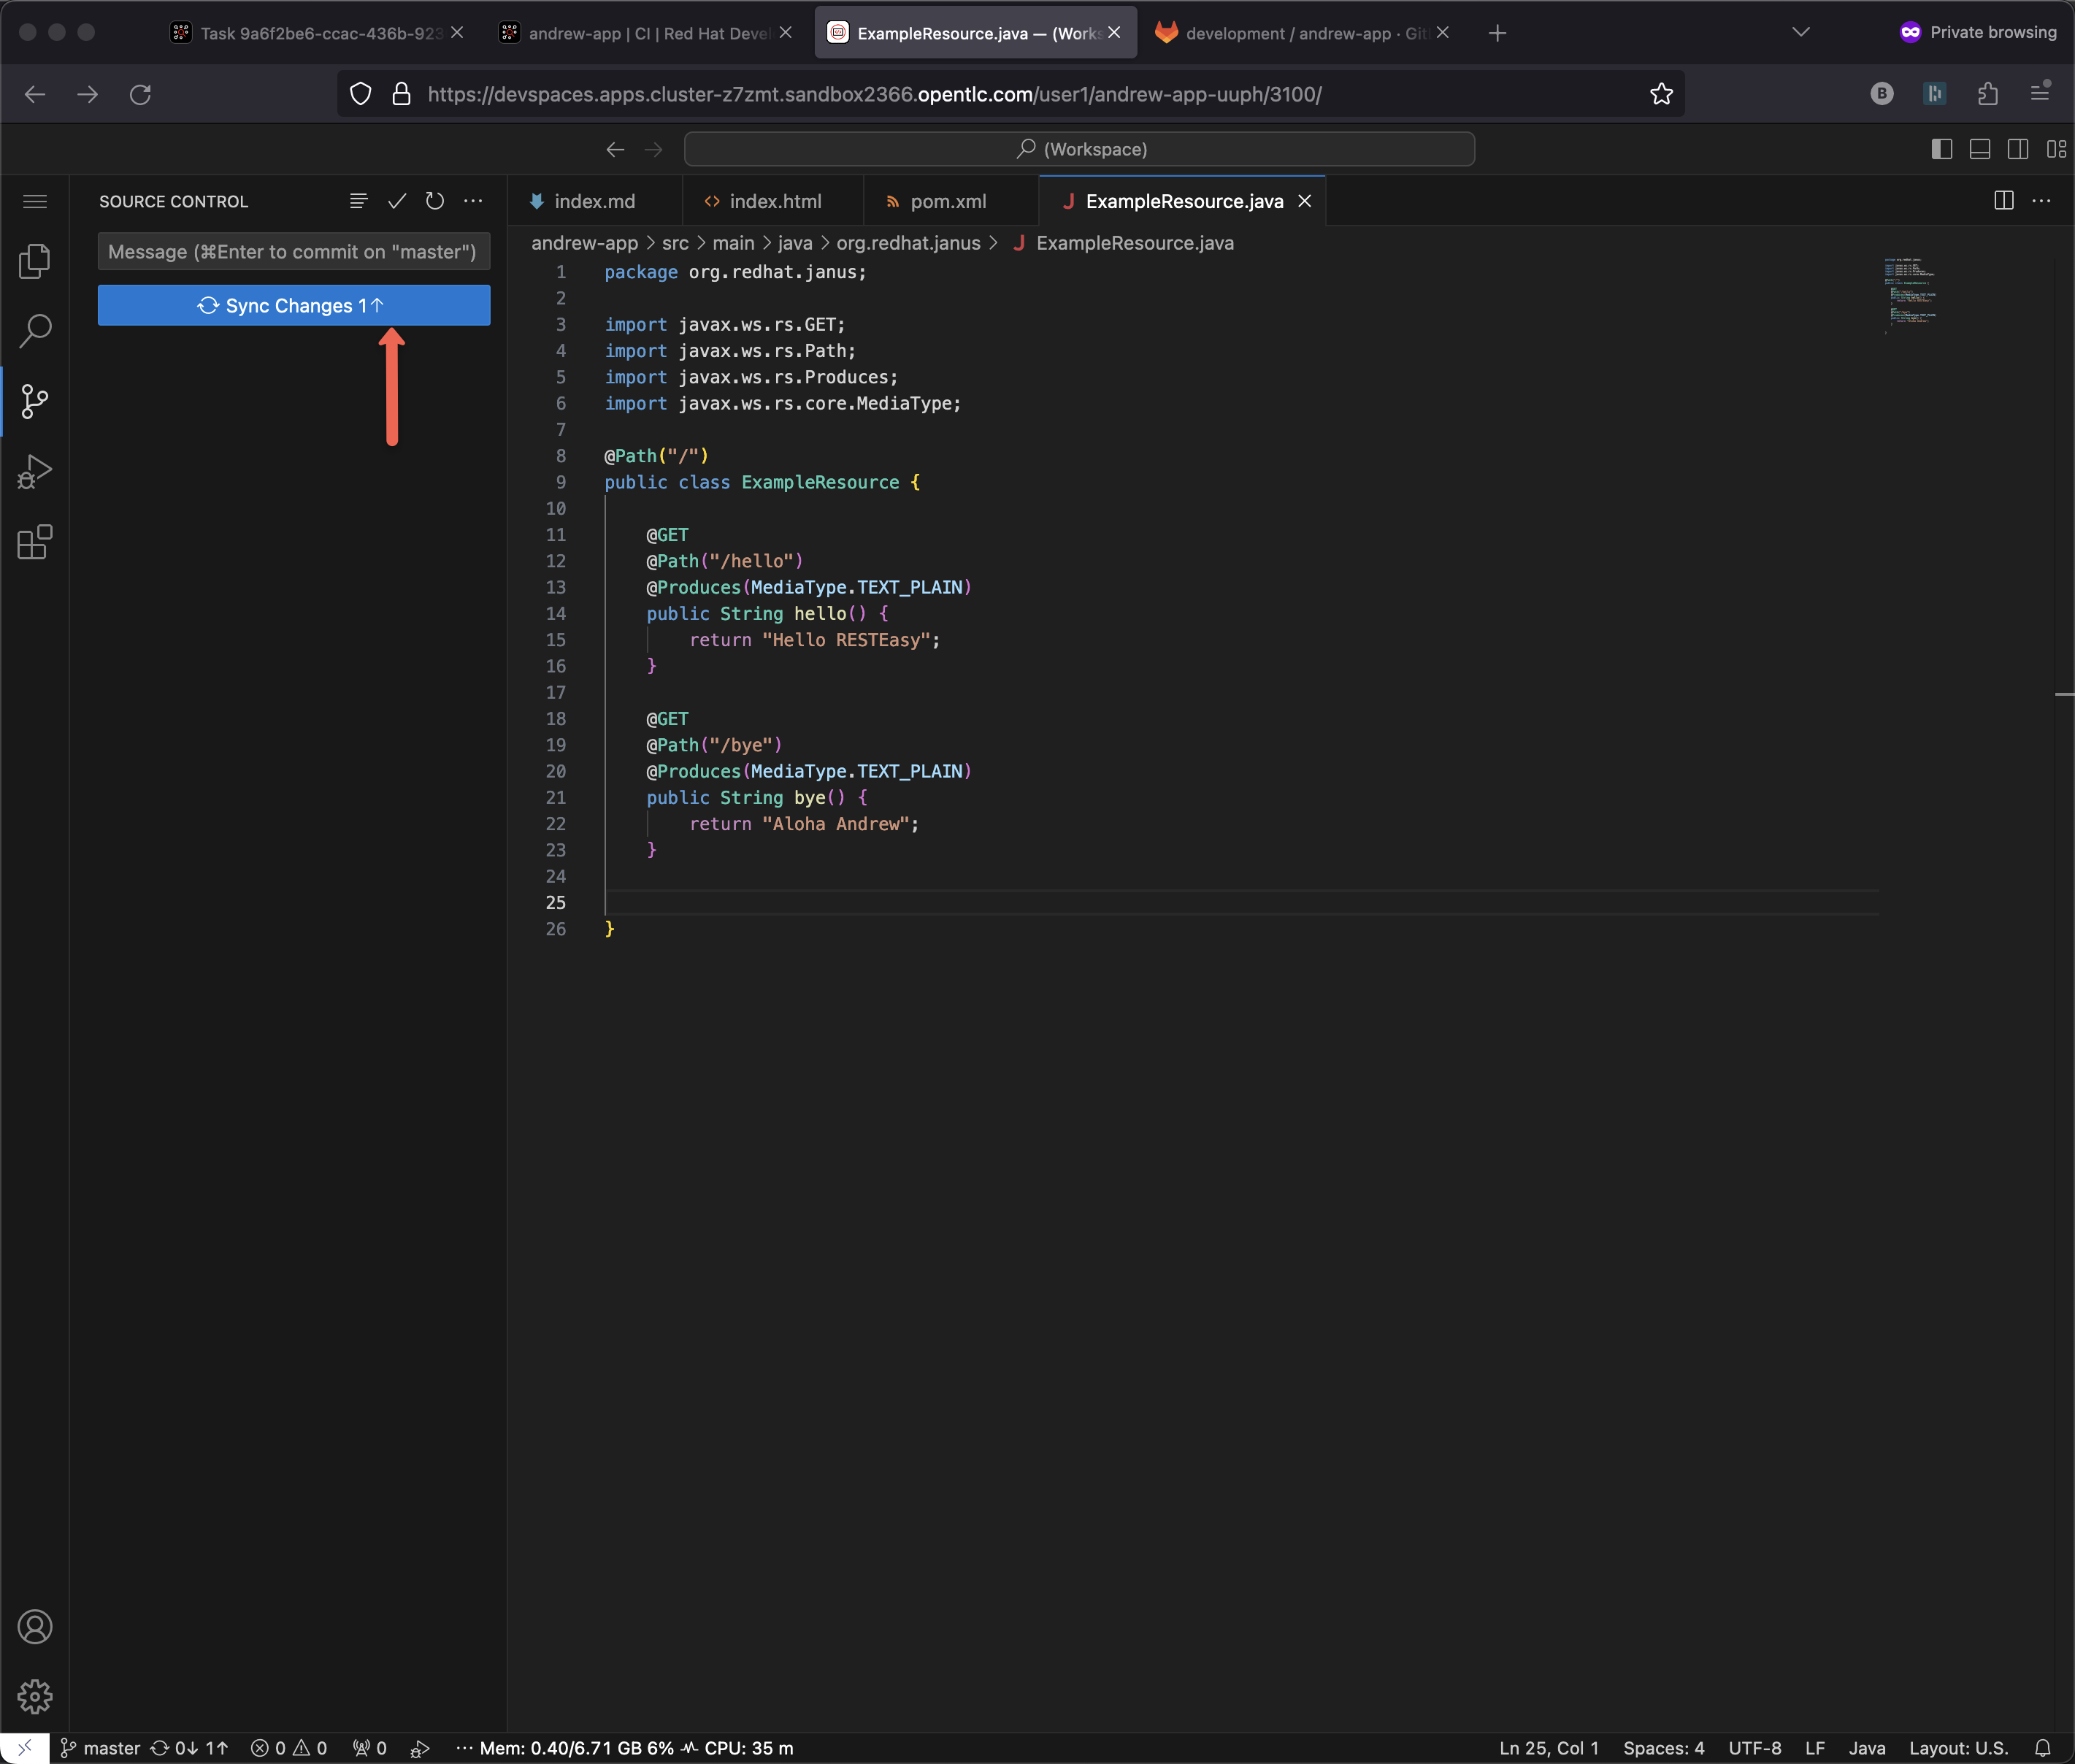 Task 9a6f2be6-ccac-436b-923
andrew-app | CI | Red Hat Devel
ExampleResource.java — (Works
development / andrew-app · Git
Private browsing
https://devspaces.apps.cluster-z7zmt.sandbox2366.opentlc.com/user1/andrew-app-uuph/3100/
B
(Workspace)
SOURCE CONTROL
index.md
index.html
pom.xml
J ExampleResource.java
Message (⌘Enter to commit on "master")
andrew-app > src > main > java > org.redhat.janus > J ExampleResource.java
Sync Changes 1↑
1 package org.redhat.janus;
2
3 import javax.ws.rs.GET;
4 import javax.ws.rs.Path;
5 import javax.ws.rs.Produces;
6 import javax.ws.rs.core.MediaType;
7
8 @Path("/")
9 public class ExampleResource {
10
11 @GET
12 @Path("/hello")
13 @Produces(MediaType.TEXT_PLAIN)
14 public String hello() {
15 return "Hello RESTEasy";
16 }
17
18 @GET
19 @Path("/bye")
20 @Produces(MediaType.TEXT_PLAIN)
21 public String bye() {
22 return "Aloha Andrew";
23 }
24
25
26 }
master 0↓ 1↑ 0 0 0 Mem: 0.40/6.71 GB 6% CPU: 35 m Ln 25, Col 1 Spaces: 4 UTF-8 LF Java Layout: U.S.